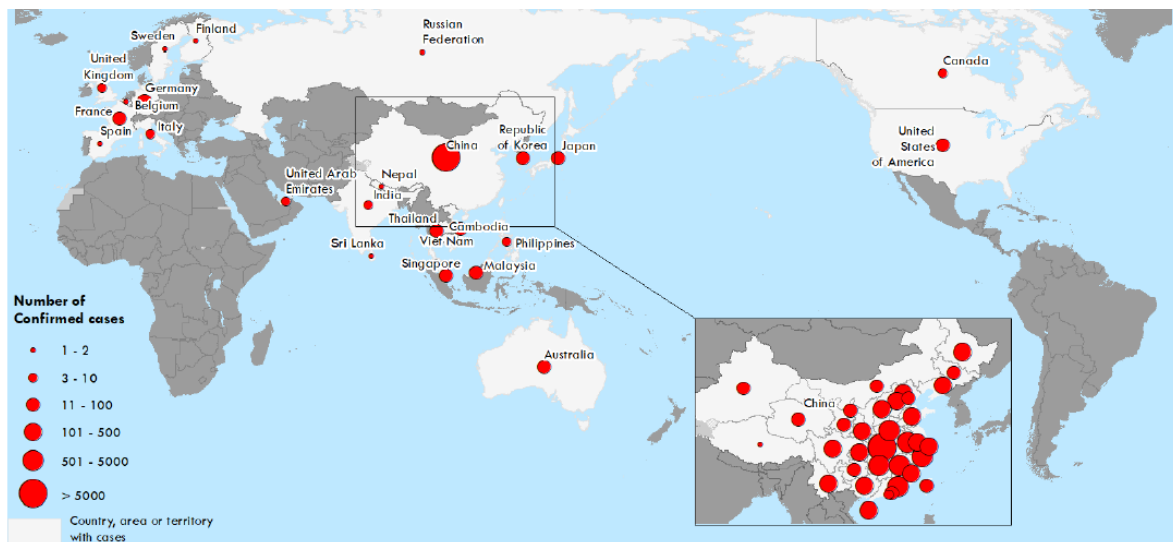 Sweden
Finland
Russian
Federation
United
Kingdom
Germany
Belgium
France
Spain
Italy
Canada
United
States
of America
China
Republic
of Korea
Japan
Nepal
India
United Arab
Emirates
Thailand
Cambodia
Viet Nam
Philippines
Sri Lanka
Singapore
Malaysia
Australia
Number of
Confirmed cases
1 - 2
3 - 10
11 - 100
101 - 500
501 - 5000
> 5000
Country, area or territory
with cases
China